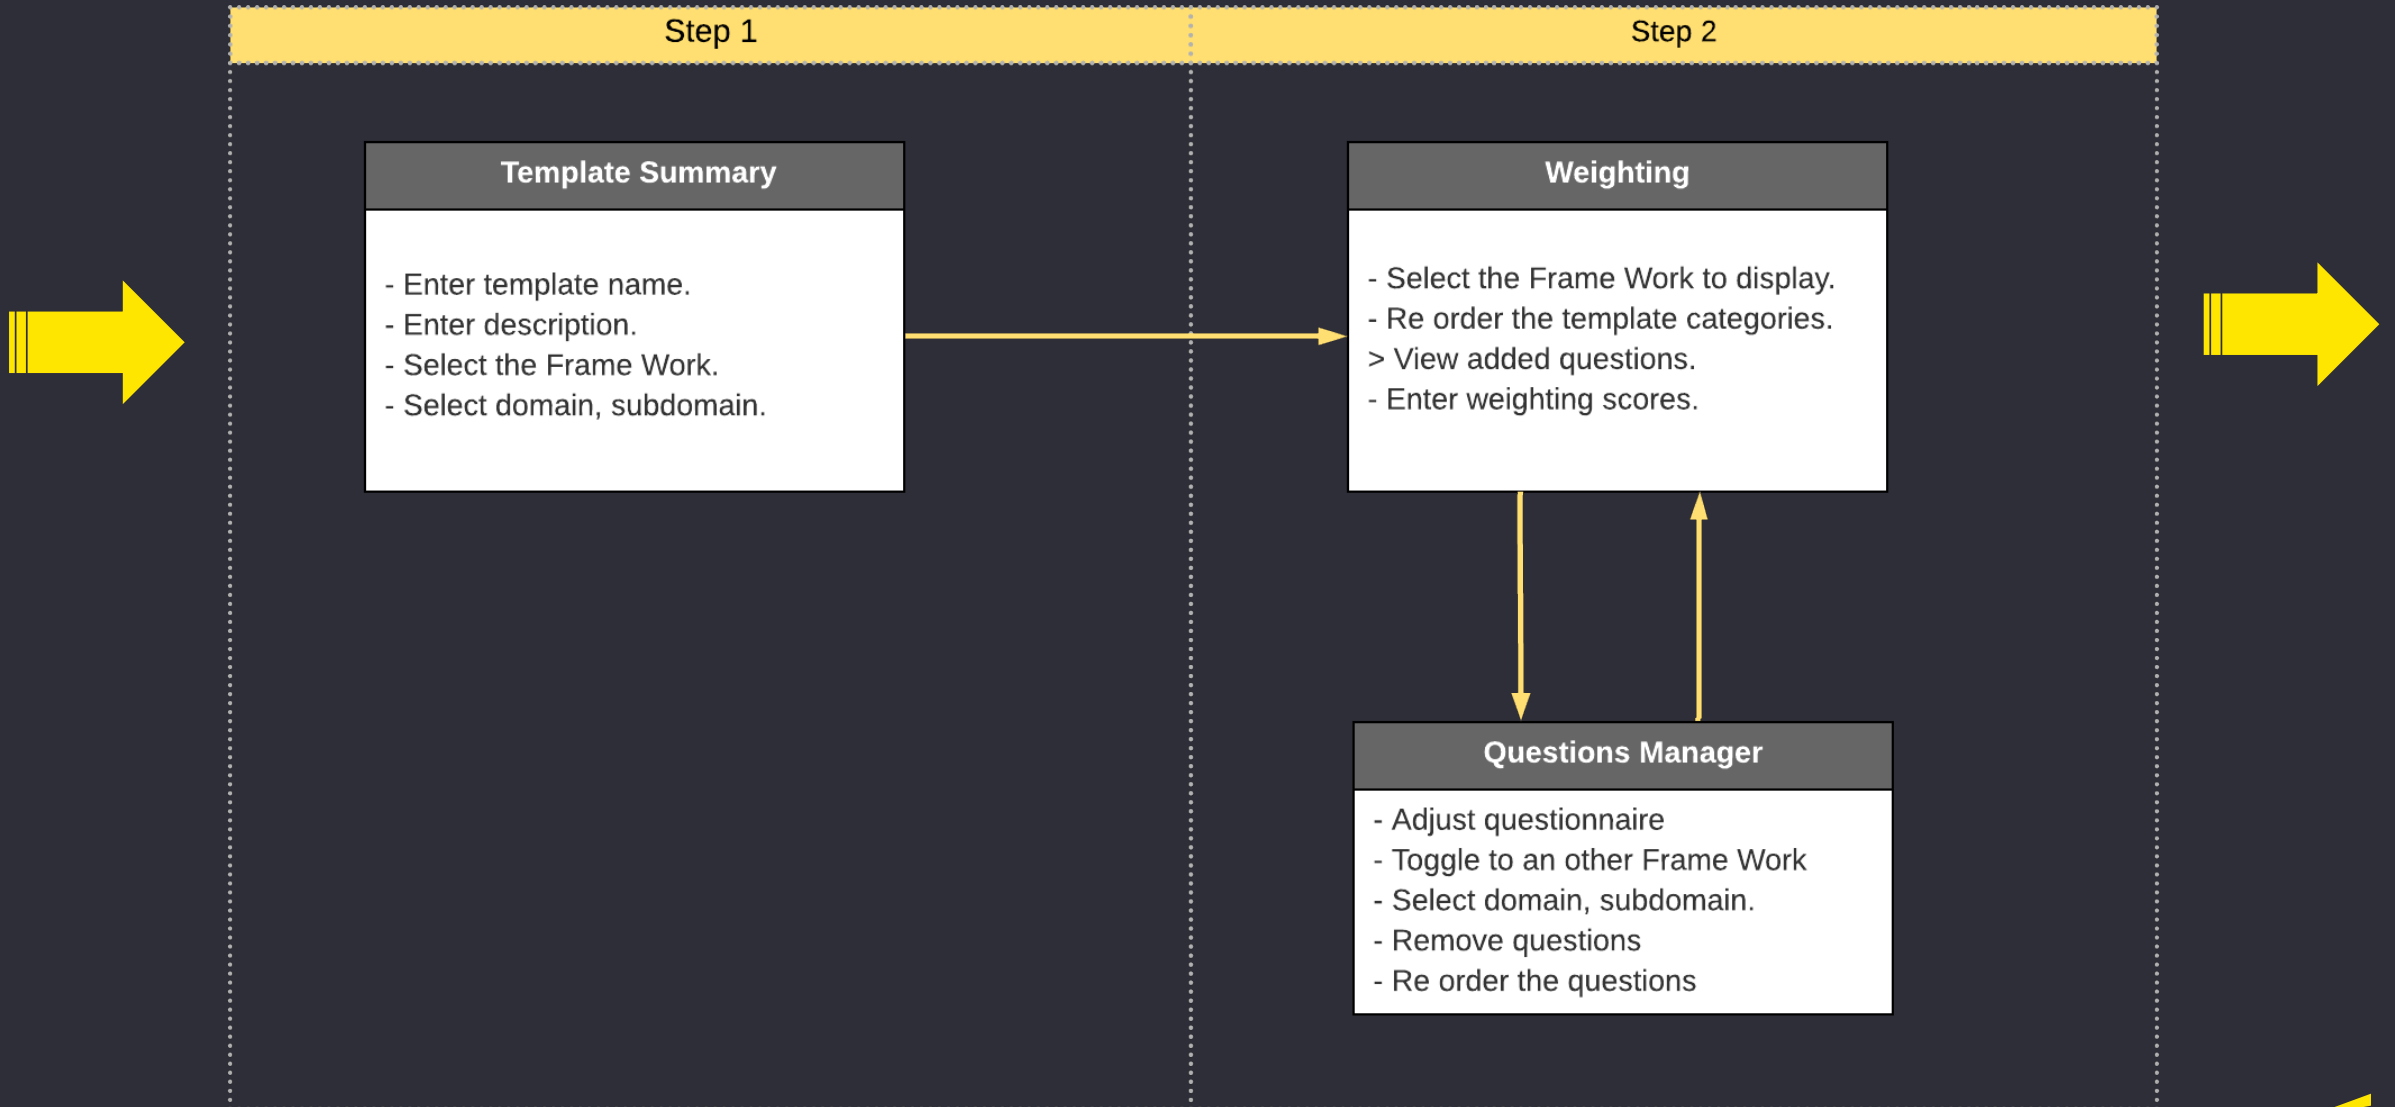 Step 1
Step 2
Template Summary
- Enter template name.
- Enter description.
- Select the Frame Work.
- Select domain, subdomain.
Weighting
- Select the Frame Work to display.
- Re order the template categories.
> View added questions.
- Enter weighting scores.
Questions Manager
- Adjust questionnaire
- Toggle to an other Frame Work
- Select domain, subdomain.
- Remove questions
- Re order the questions